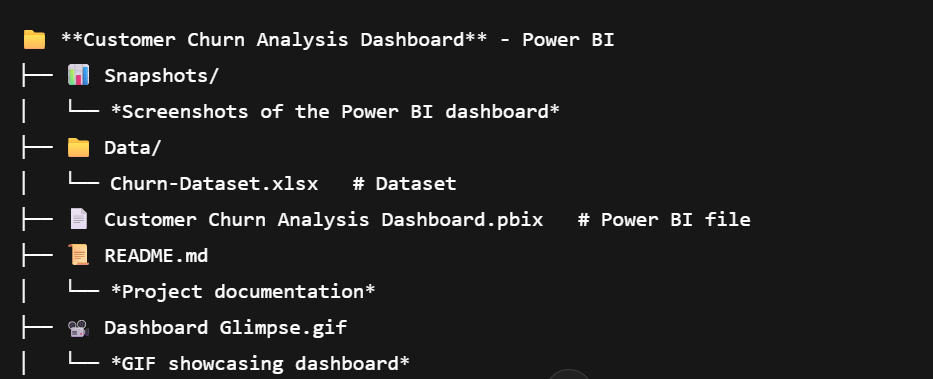 📁 **Customer Churn Analysis Dashboard** - Power BI
├── 📊 Snapshots/
│   └── *Screenshots of the Power BI dashboard*
├── 📁 Data/
│   └── Churn-Dataset.xlsx   # Dataset
├── 📄 Customer Churn Analysis Dashboard.pbix   # Power BI file
├── 📜 README.md
│   └── *Project documentation*
├── 📽 Dashboard Glimpse.gif
│   └── *GIF showcasing dashboard*